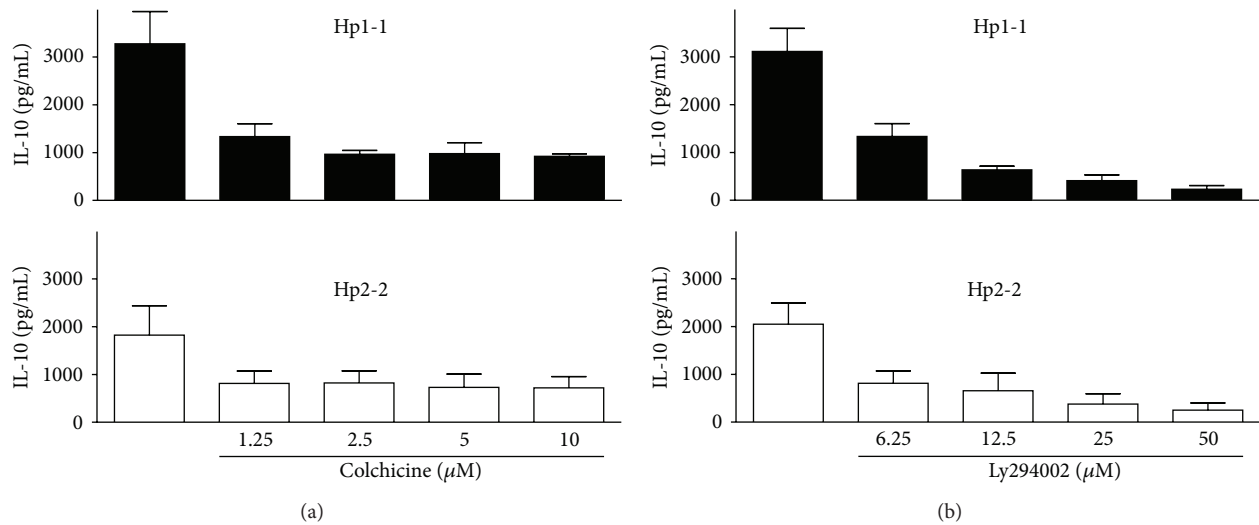 Hp1-1
IL-10 (pg/mL)
3000
2000
1000
0
Hp2-2
IL-10 (pg/mL)
3000
2000
1000
0
1.25 2.5 5 10
Colchicine (μM)
(a)
Hp1-1
IL-10 (pg/mL)
3000
2000
1000
0
Hp2-2
IL-10 (pg/mL)
3000
2000
1000
0
6.25 12.5 25 50
Ly294002 (μM)
(b)